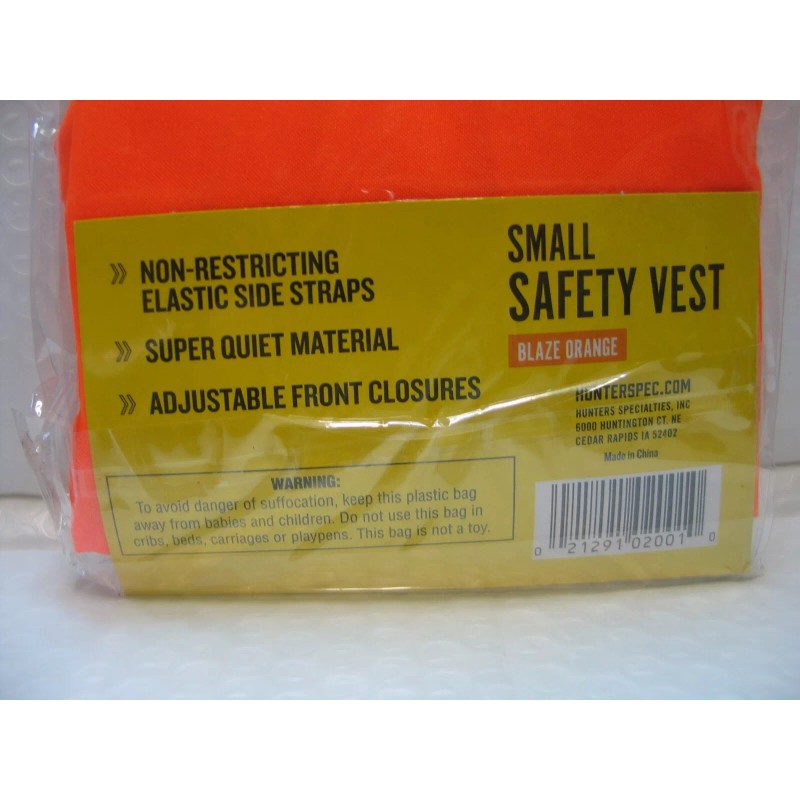 » NON-RESTRICTING
ELASTIC SIDE STRAPS
» SUPER QUIET MATERIAL
» ADJUSTABLE FRONT CLOSURES
SMALL
SAFETY VEST
BLAZE ORANGE
HUNTERSPEC.COM
HUNTERS SPECIALTIES, INC
6000 HUNTINGTON CT. NE
CEDAR RAPIDS IA 52402
Made in China
WARNING:
To avoid danger of suffocation, keep this plastic bag
away from babies and children. Do not use this bag in
cribs, beds, carriages or playpens. This bag is not a toy.
0 21291 02001 0